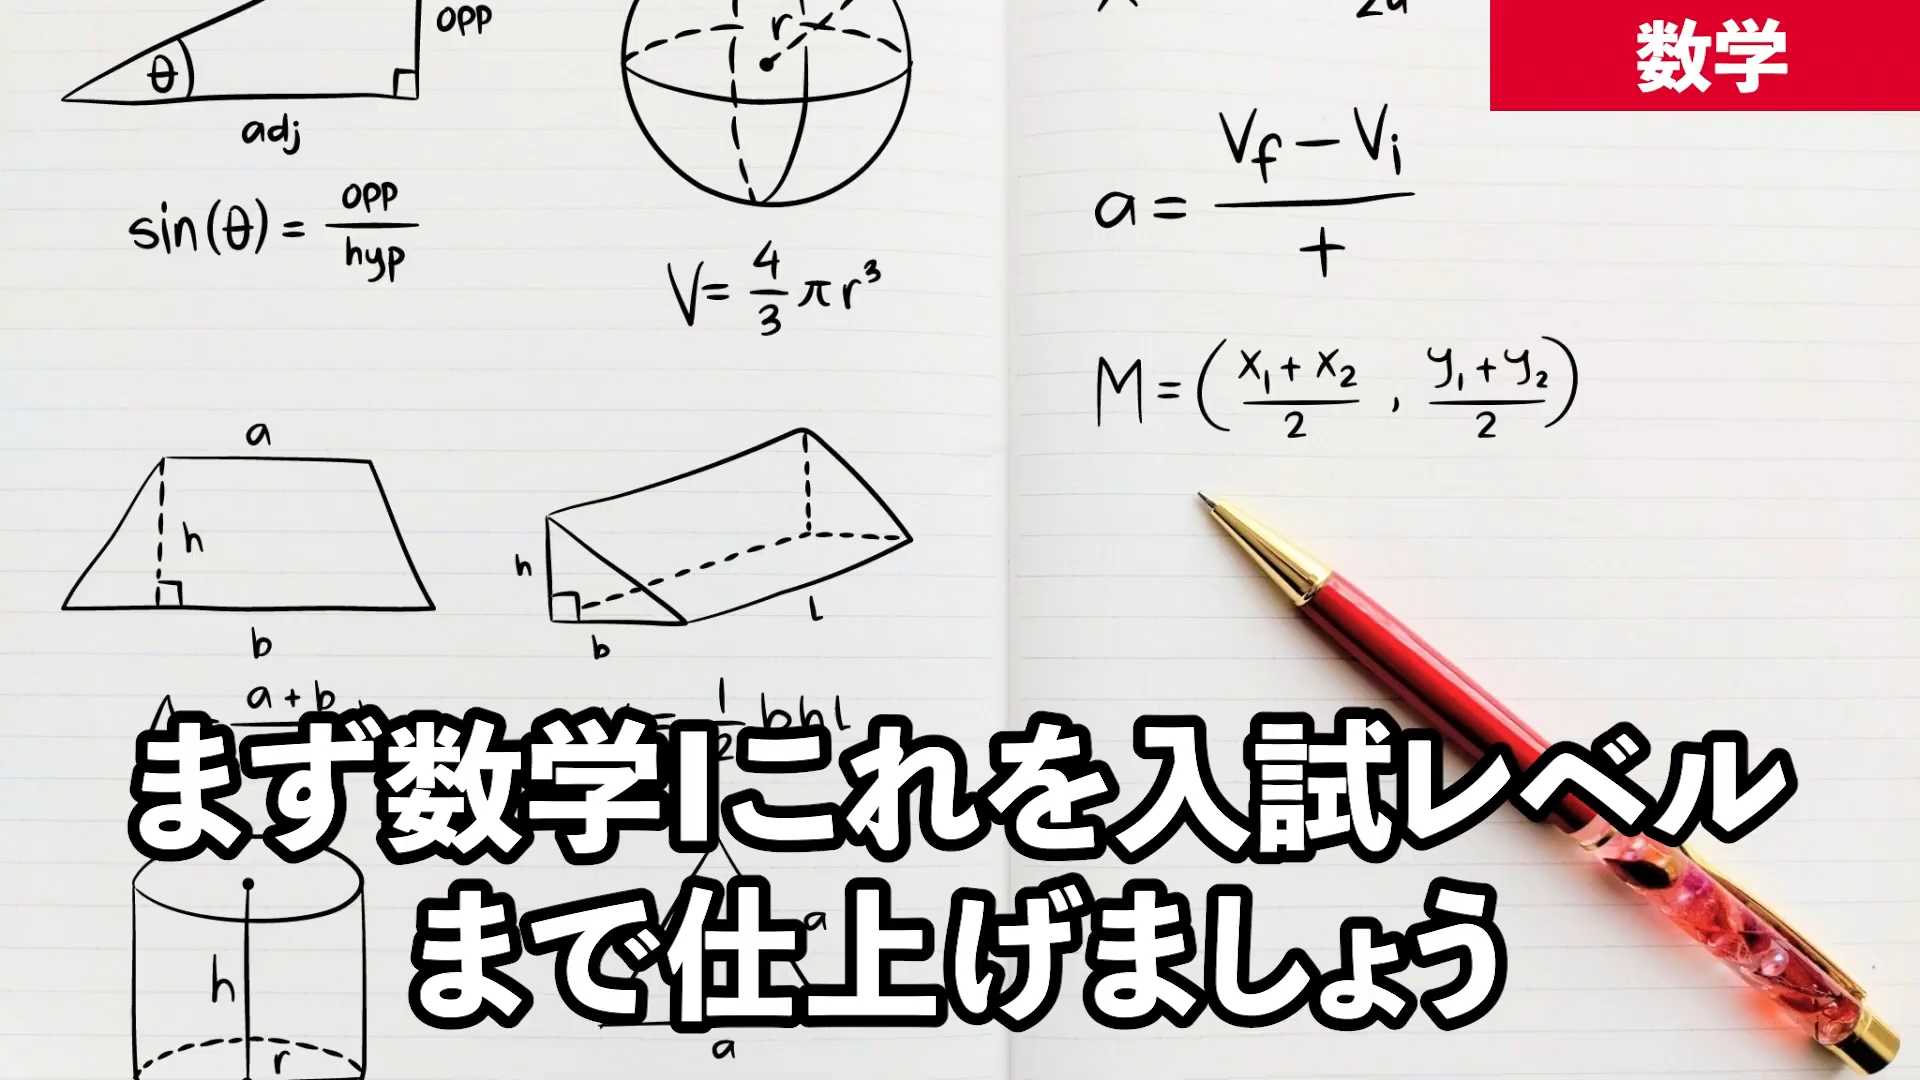 数学
opp
θ
adj
sin(θ) = opp / hyp
r
V = 4/3 πr³
a = Vf − Vi / t
M = (x₁ + x₂ / 2 , y₁ + y₂ / 2)
a
h
b
h
b
L
a + b
1/2 bhL
まず数学Iこれを入試レベル
まで仕上げましょう
h
r
a
a